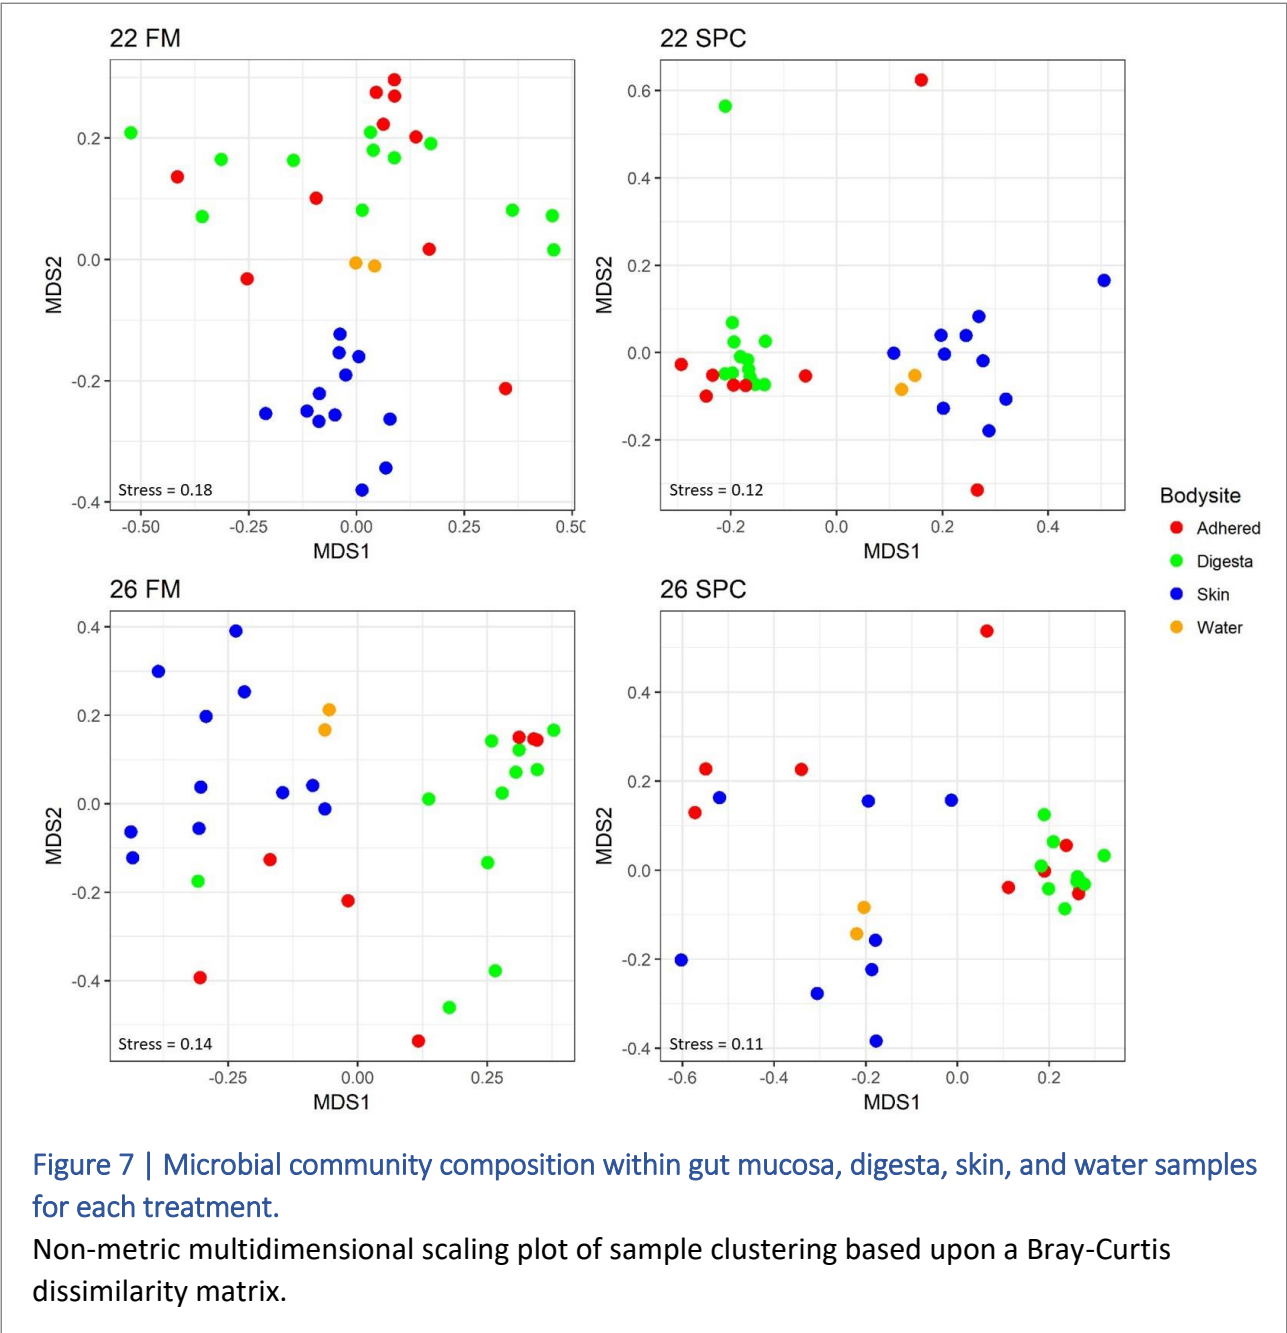 22 FM
22 SPC
MDS2
0.2
0.0
-0.2
-0.4
Stress = 0.18
-0.50
-0.25
0.00
0.25
MDS1
MDS2
0.6
0.4
0.2
0.0
-0.2
Stress = 0.12
-0.2
0.0
0.2
0.4
MDS1
Bodysite
Adhered
Digesta
Skin
Water
26 FM
26 SPC
MDS2
0.4
0.2
0.0
-0.2
-0.4
Stress = 0.14
-0.25
0.00
0.25
MDS1
MDS2
0.4
0.2
0.0
-0.2
-0.4
Stress = 0.11
-0.6
-0.4
-0.2
0.0
0.2
MDS1
Figure 7 | Microbial community composition within gut mucosa, digesta, skin, and water samples
for each treatment.
Non-metric multidimensional scaling plot of sample clustering based upon a Bray-Curtis
dissimilarity matrix.